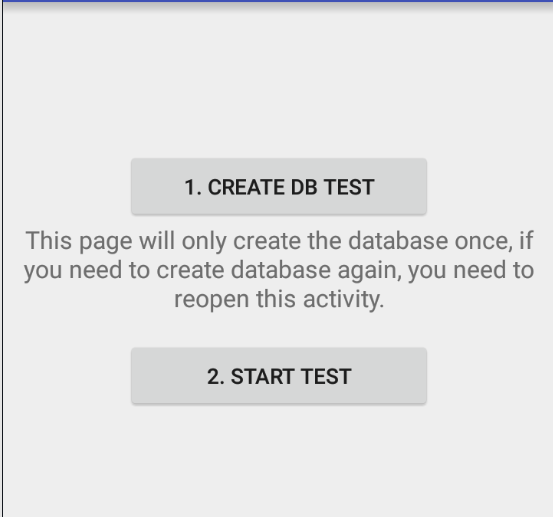 1. CREATE DB TEST
This page will only create the database once, if
you need to create database again, you need to
reopen this activity.
2. START TEST